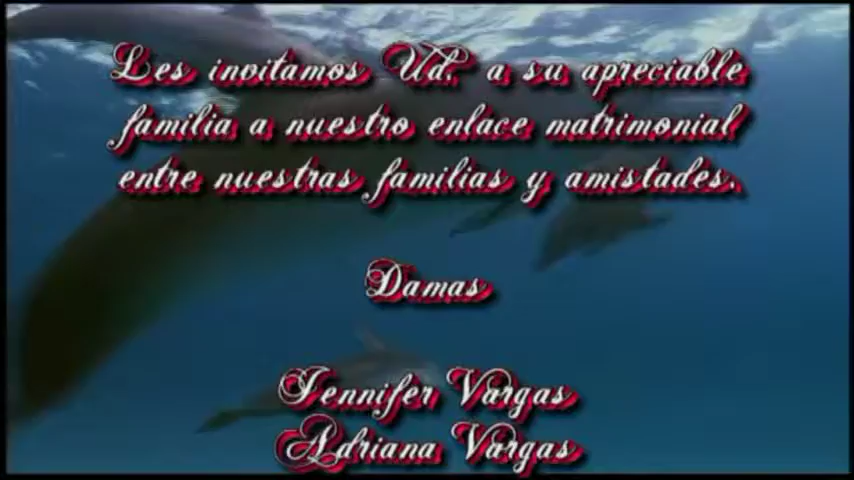 Les invitamos Ud. a su apreciable
familia a nuestro enlace matrimonial
entre nuestras familias y amistades.
Damas
Jennifer Vargas
Adriana Vargas